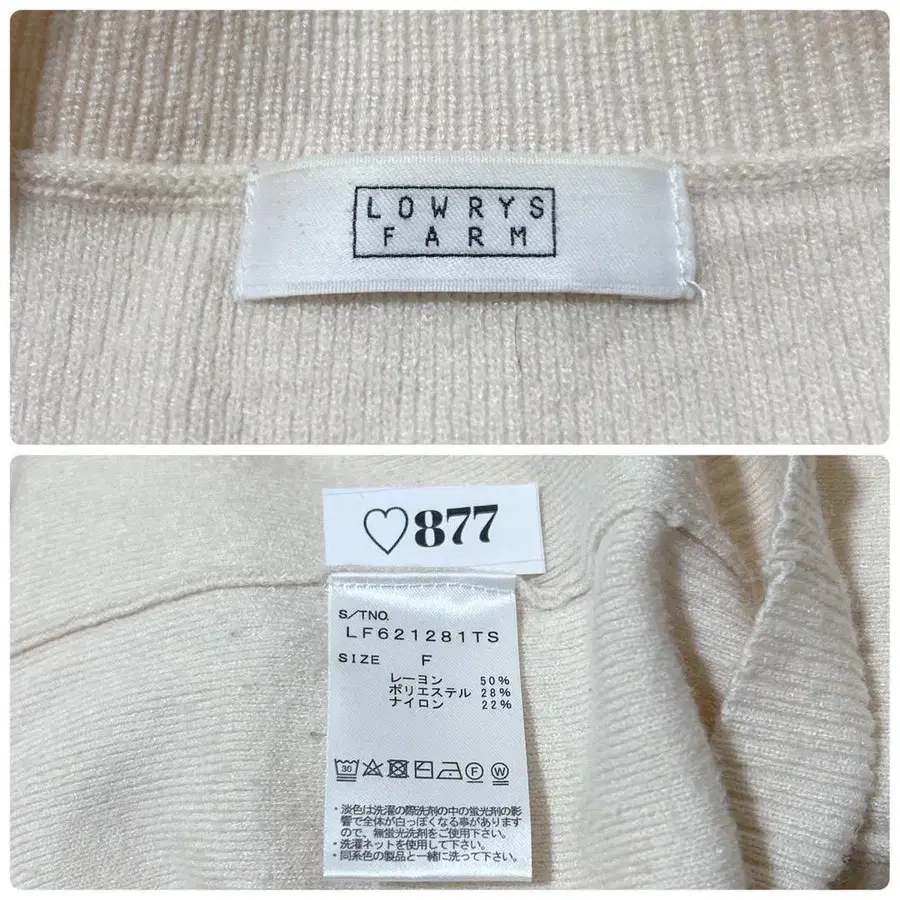 LOWRYS
FARM
♡877
S/TNO.
LF621281TS
SIZE F
レーヨン 50%
ポリエステル 28%
ナイロン 22%
30
F
W
・淡色は洗濯の際洗剤の中の蛍光剤の影
響で全体が白っぽくなる事があります
ので、無蛍光洗剤をご使用下さい。
・洗濯ネットを使用して下さい。
・同系色の製品と一緒に洗って下さい。